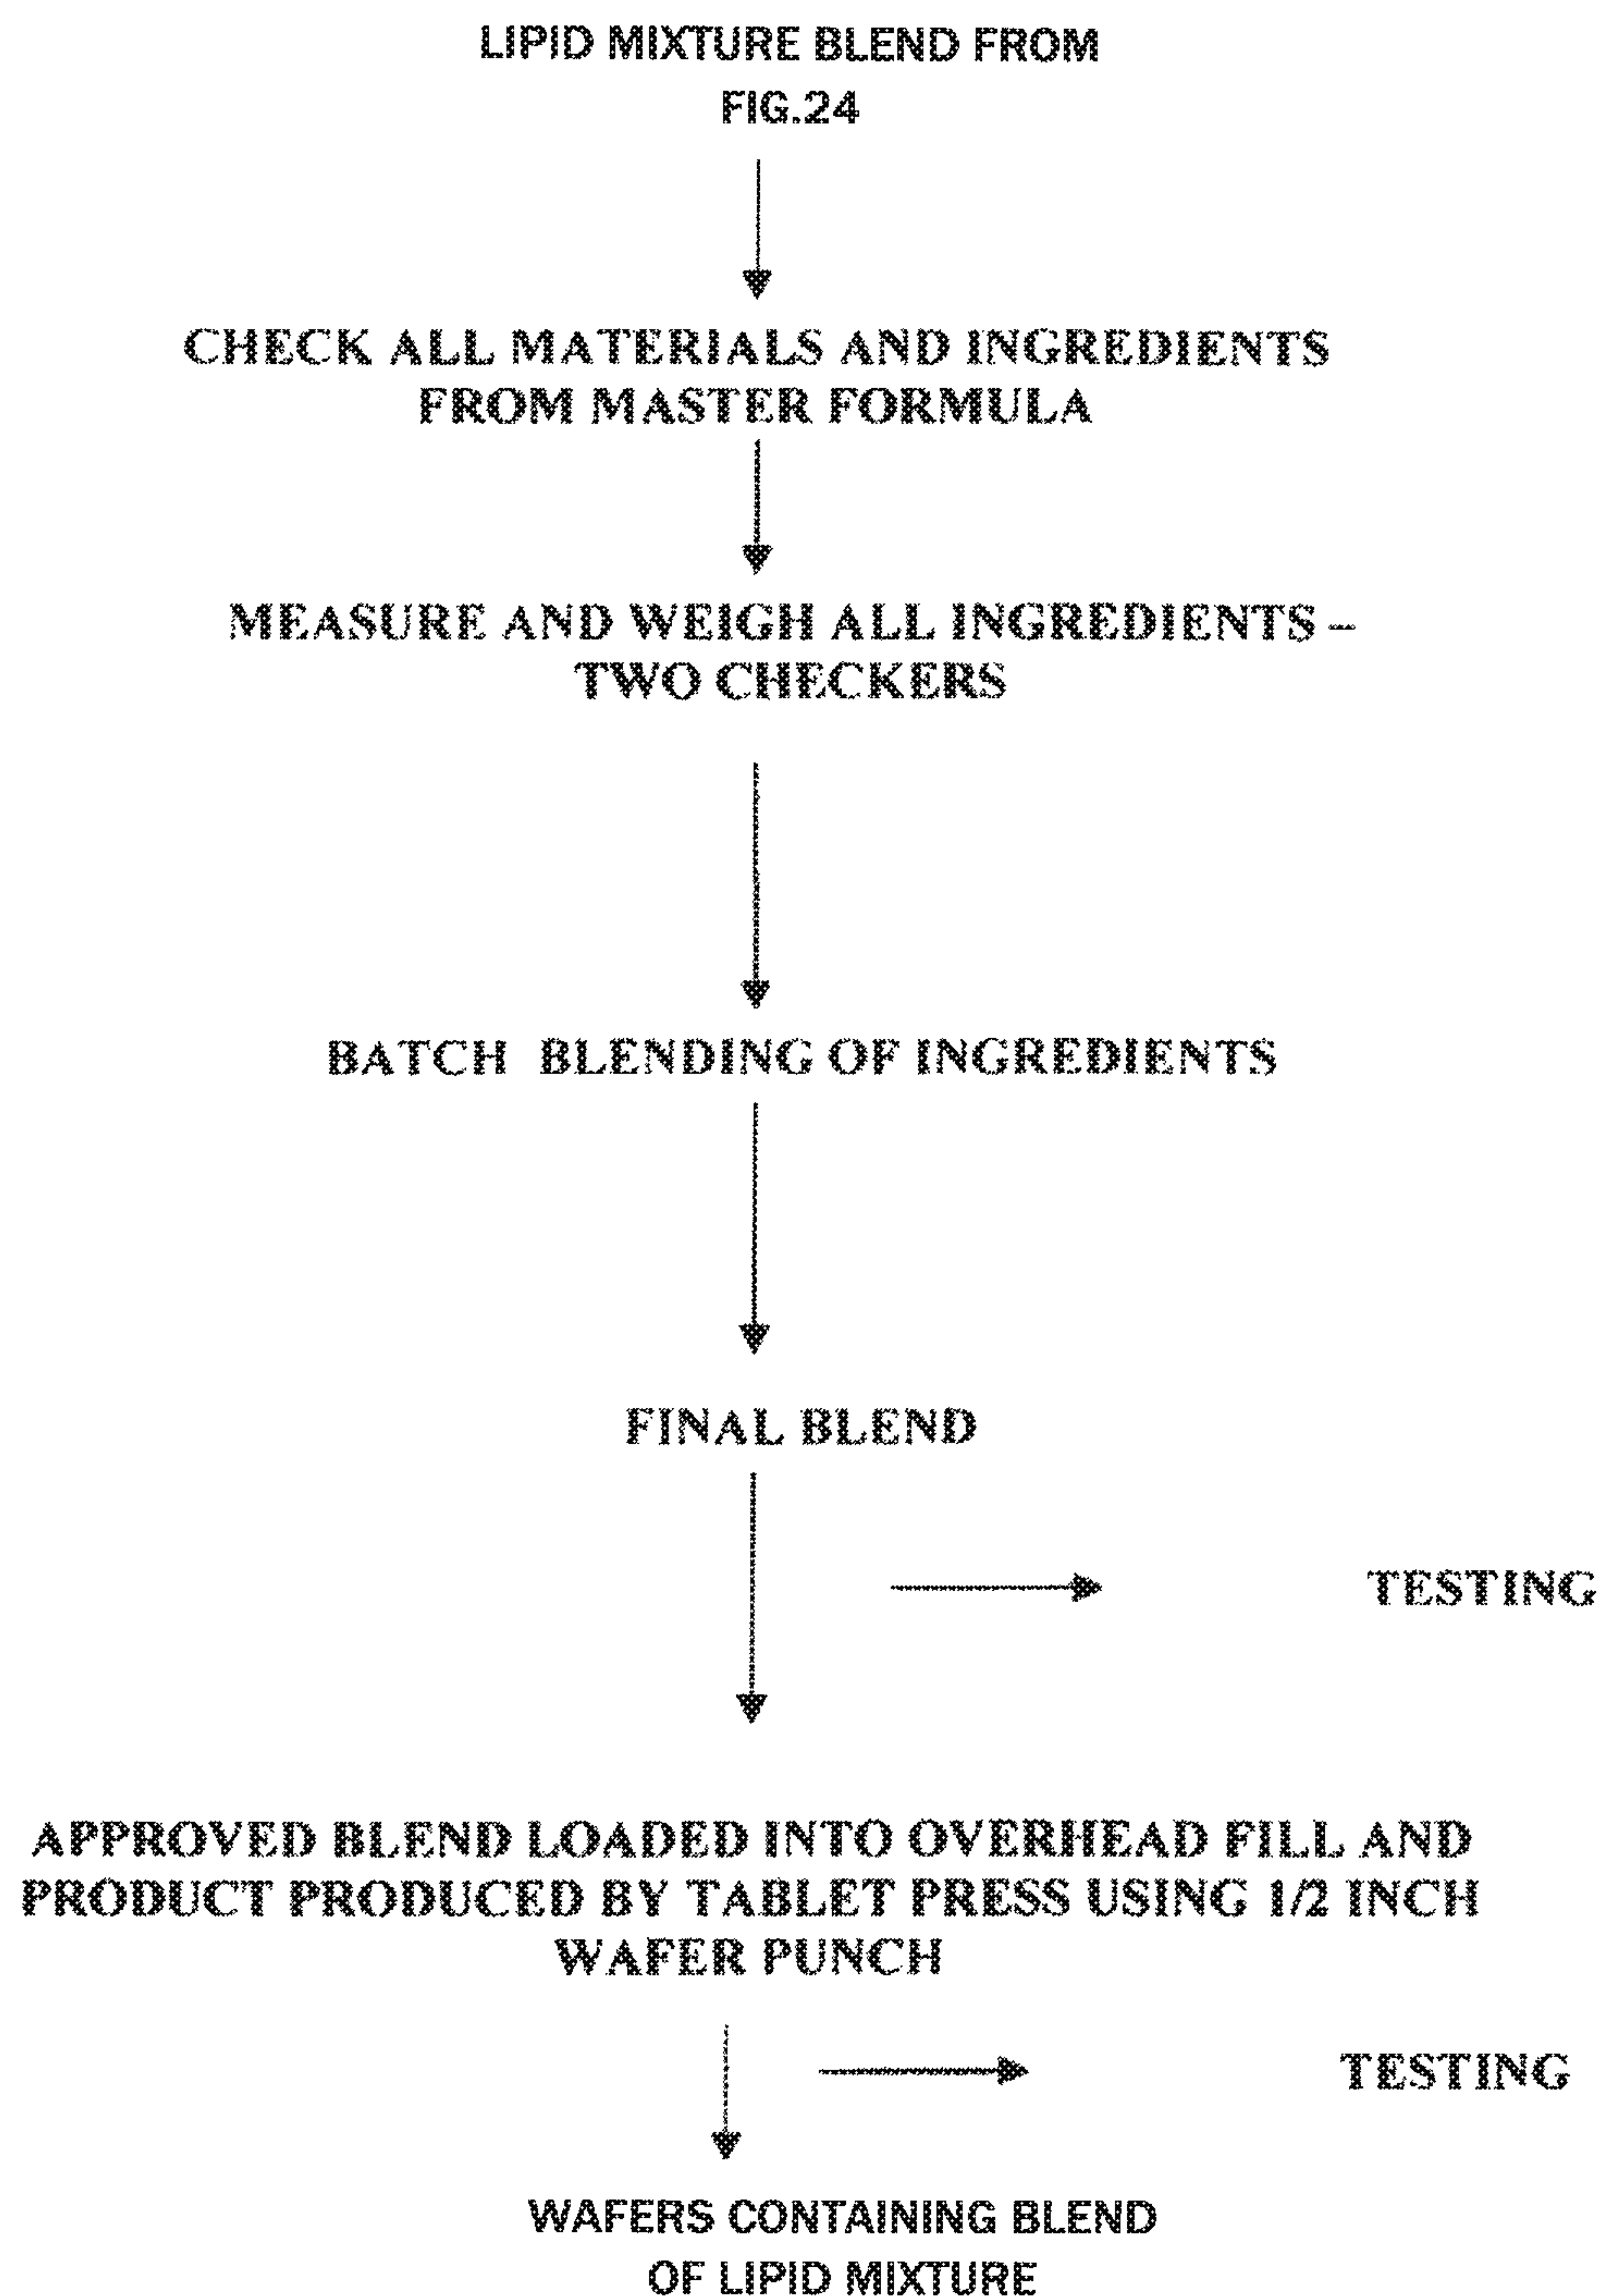 LIPID MIXTURE BLEND FROM
FIG.24
CHECK ALL MATERIALS AND INGREDIENTS
FROM MASTER FORMULA
MEASURE AND WEIGH ALL INGREDIENTS –
TWO CHECKERS
BATCH BLENDING OF INGREDIENTS
FINAL BLEND
TESTING
APPROVED BLEND LOADED INTO OVERHEAD FILL AND
PRODUCT PRODUCED BY TABLET PRESS USING 1/2 INCH
WAFER PUNCH
TESTING
WAFERS CONTAINING BLEND
OF LIPID MIXTURE